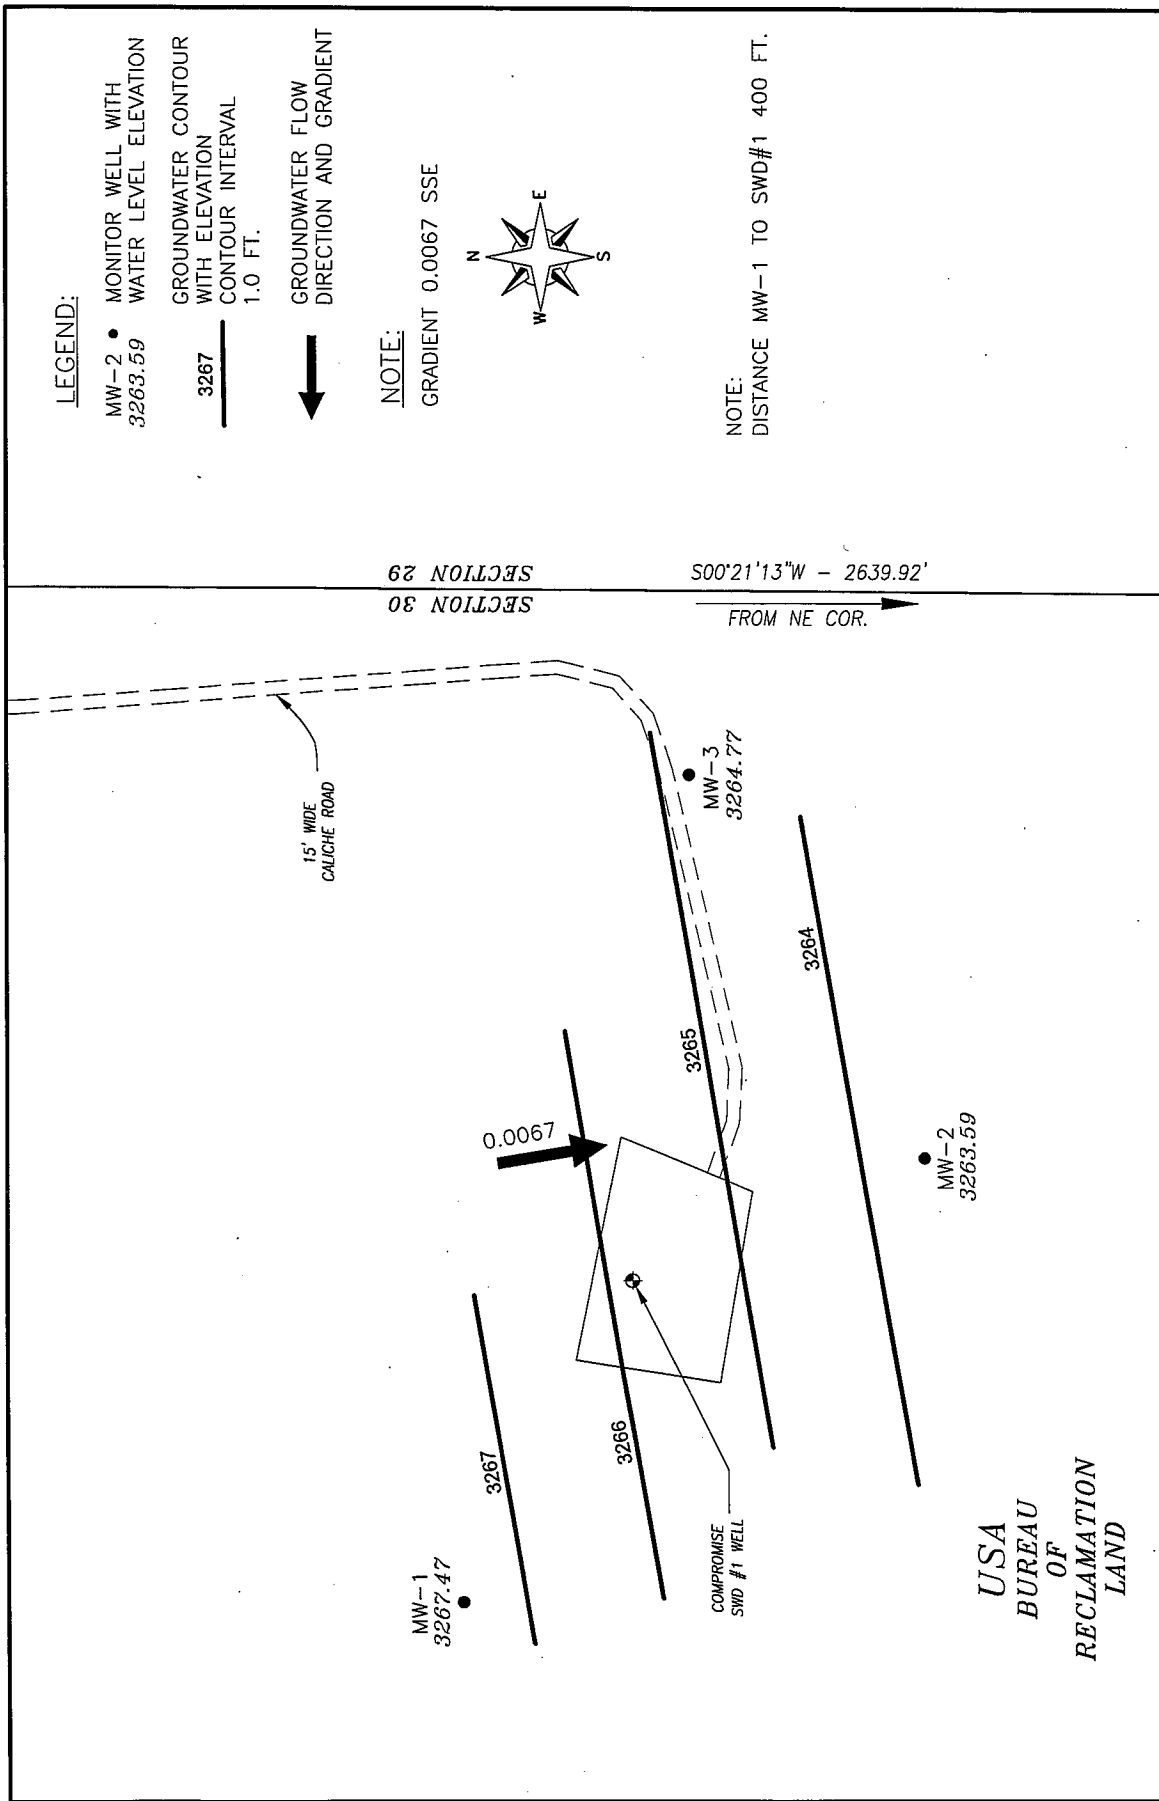 LEGEND:
MW-2
3263.59
MONITOR WELL WITH
WATER LEVEL ELEVATION
3267
GROUNDWATER CONTOUR
WITH ELEVATION
CONTOUR INTERVAL
1.0 FT.
GROUNDWATER FLOW
DIRECTION AND GRADIENT
NOTE:
GRADIENT 0.0067 SSE
N
E
S
W
NOTE:
DISTANCE MW-1 TO SWD#1 400 FT.
SECTION 29
SECTION 30
S00°21'13"W - 2639.92'
FROM NE COR.
15' WIDE
CALICHE ROAD
MW-3
3264.77
3264
3265
0.0067
MW-2
3263.59
3267
3266
MW-1
3267.47
COMPROMISE
SWD #1 WELL
USA
BUREAU
OF
RECLAMATION
LAND